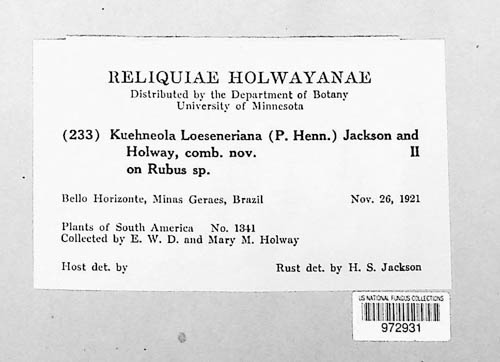 RELIQUIAE HOLWAYANAE
Distributed by the Department of Botany
University of Minnesota
(233) Kuehneola Loeseneriana (P. Henn.) Jackson and
Holway, comb. nov. II
on Rubus sp.
Bello Horizonte, Minas Geraes, Brazil Nov. 26, 1921
Plants of South America No. 1341
Collected by E. W. D. and Mary M. Holway
Host det. by Rust det. by H. S. Jackson
US NATIONAL FUNGUS COLLECTIONS
972931